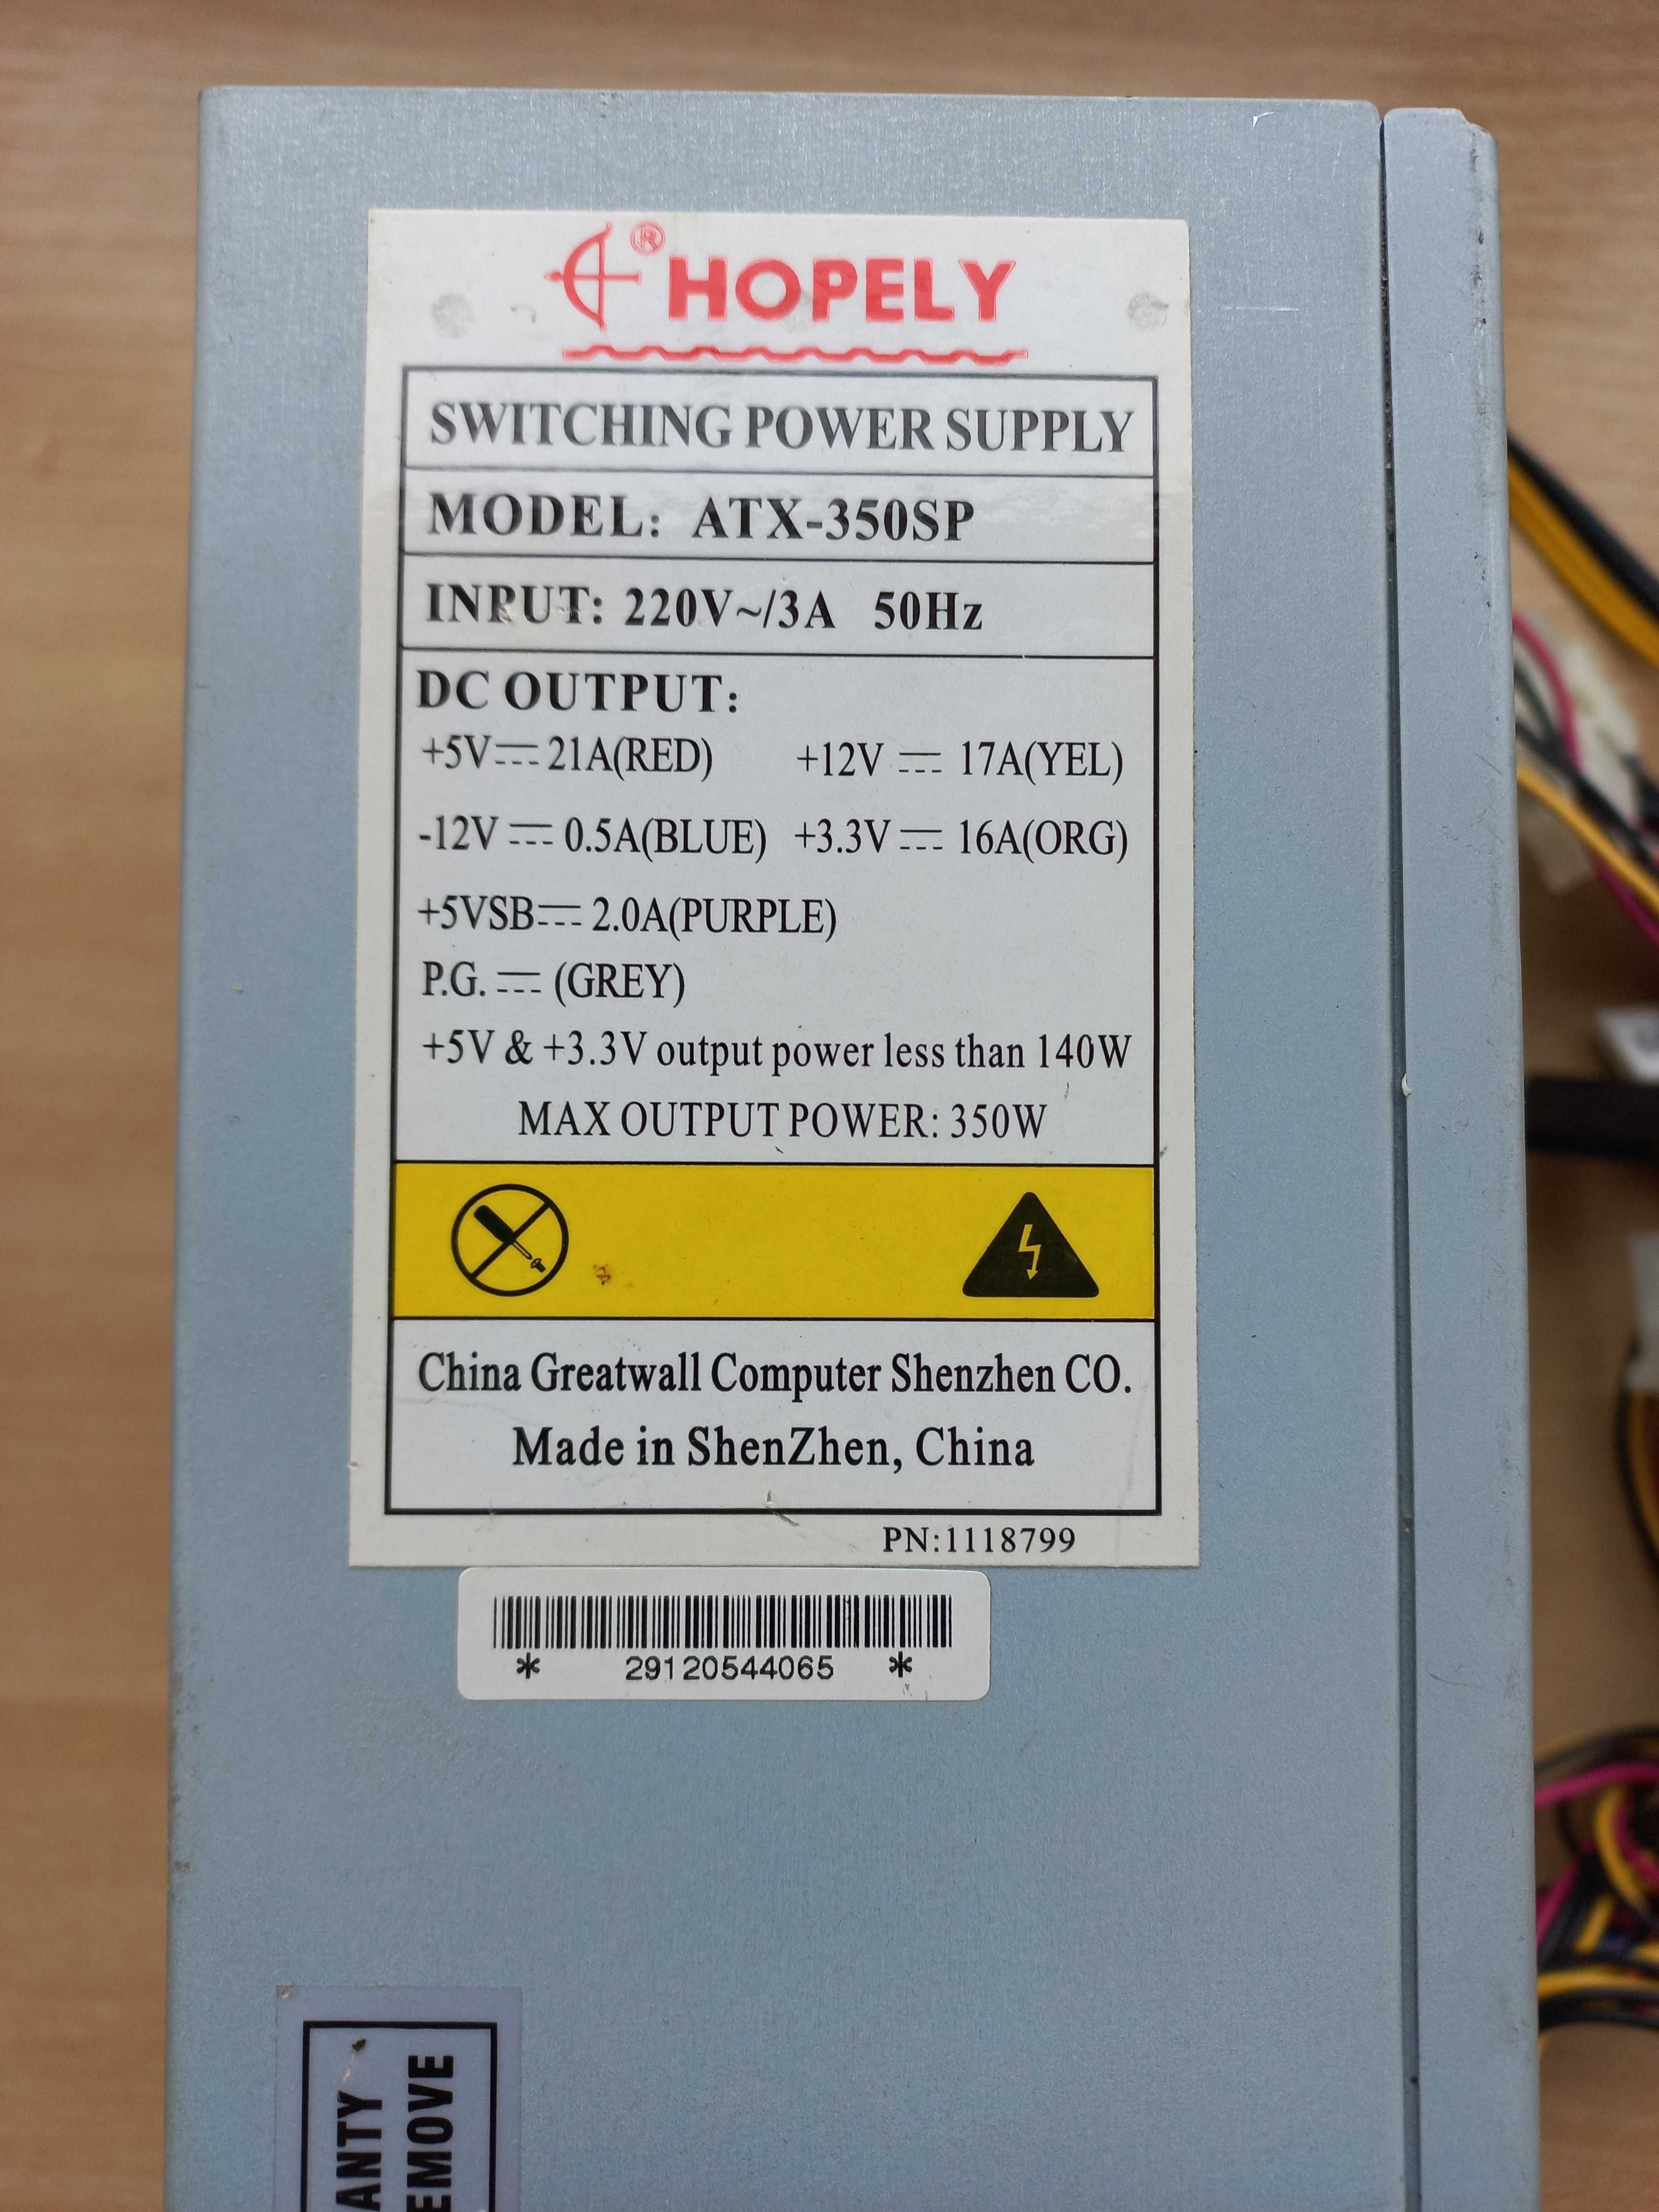 ® HOPELY
SWITCHING POWER SUPPLY
MODEL: ATX-350SP
INPUT: 220V~/3A 50Hz
DC OUTPUT:
+5V⎓21A(RED) +12V⎓17A(YEL)
-12V⎓0.5A(BLUE) +3.3V⎓16A(ORG)
+5VSB⎓2.0A(PURPLE)
P.G.⎓(GREY)
+5V & +3.3V output power less than 140W
MAX OUTPUT POWER: 350W
China Greatwall Computer Shenzhen CO.
Made in ShenZhen, China
PN:1118799
* 29120544065 *
ANTY
EMOVE